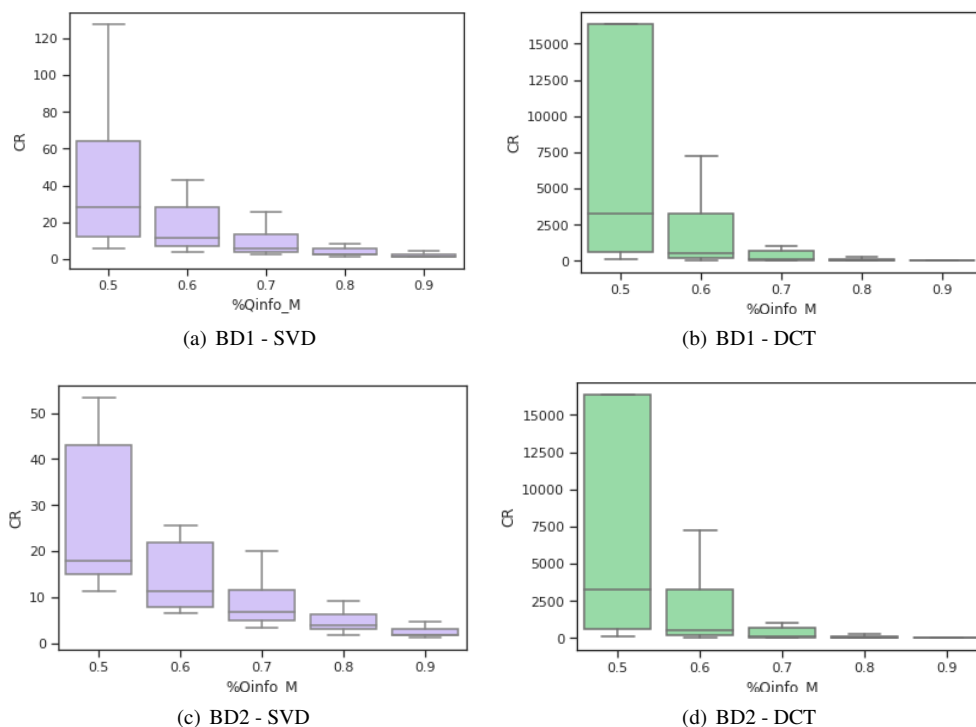 120
100
80
60
40
20
0
CR
0.5 0.6 0.7 0.8 0.9
%Qinfo_M
(a) BD1 - SVD
15000
12500
10000
7500
5000
2500
0
CR
0.5 0.6 0.7 0.8 0.9
%Qinfo_M
(b) BD1 - DCT
50
40
30
20
10
0
CR
0.5 0.6 0.7 0.8 0.9
%Qinfo_M
(c) BD2 - SVD
15000
12500
10000
7500
5000
2500
0
CR
0.5 0.6 0.7 0.8 0.9
%Qinfo_M
(d) BD2 - DCT